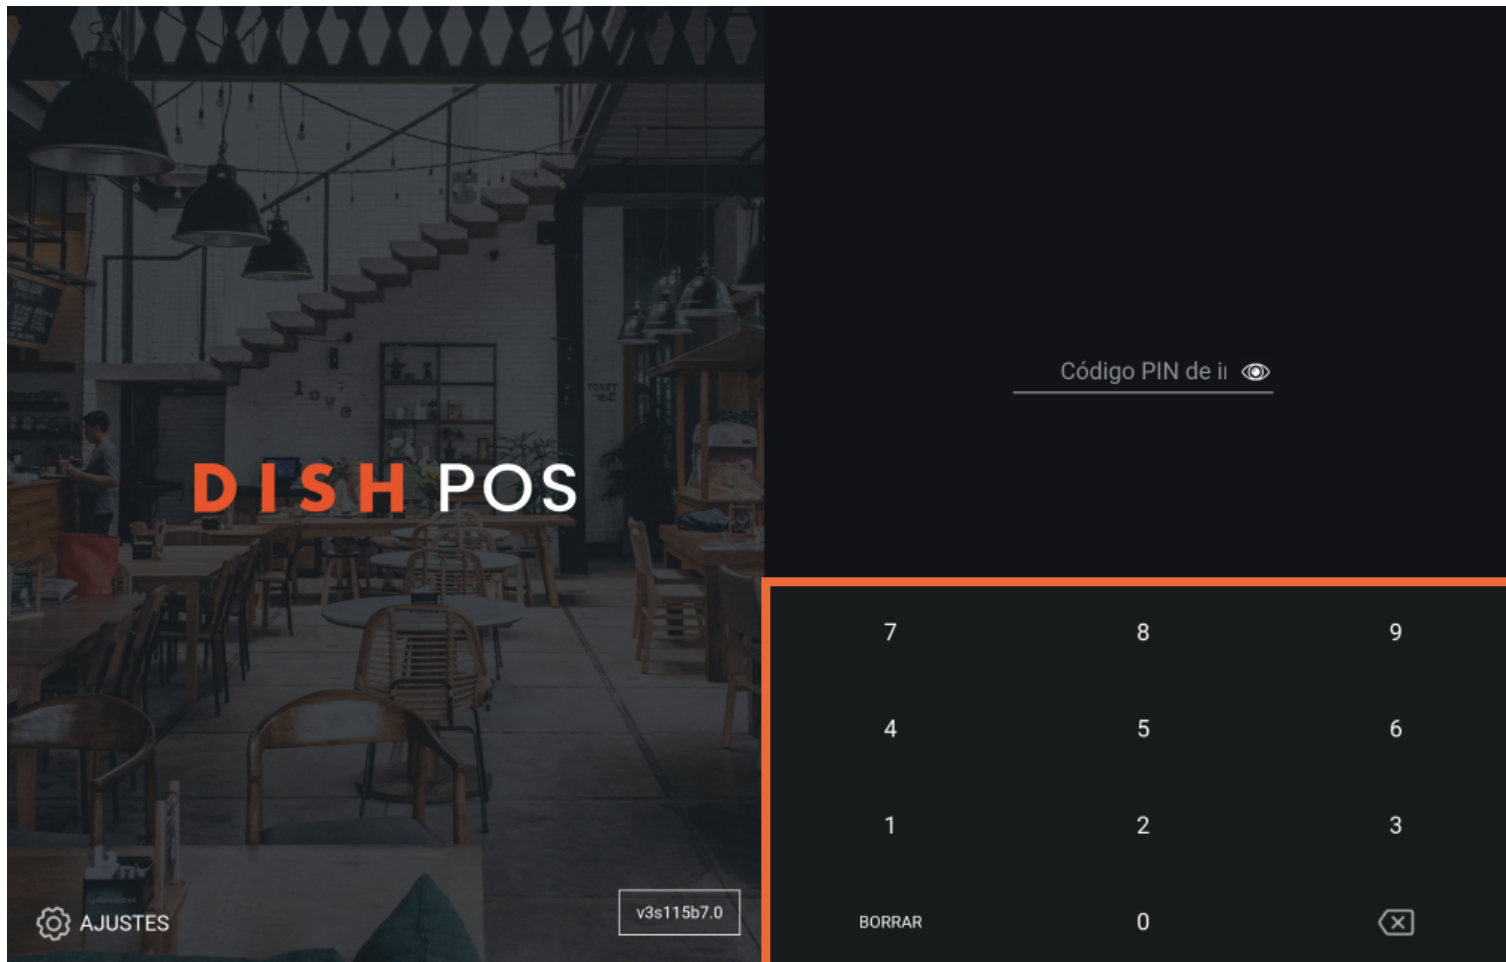 DISH POS
AJUSTES
v3s115b7.0
Código PIN de i
7 8 9
4 5 6
1 2 3
BORRAR 0